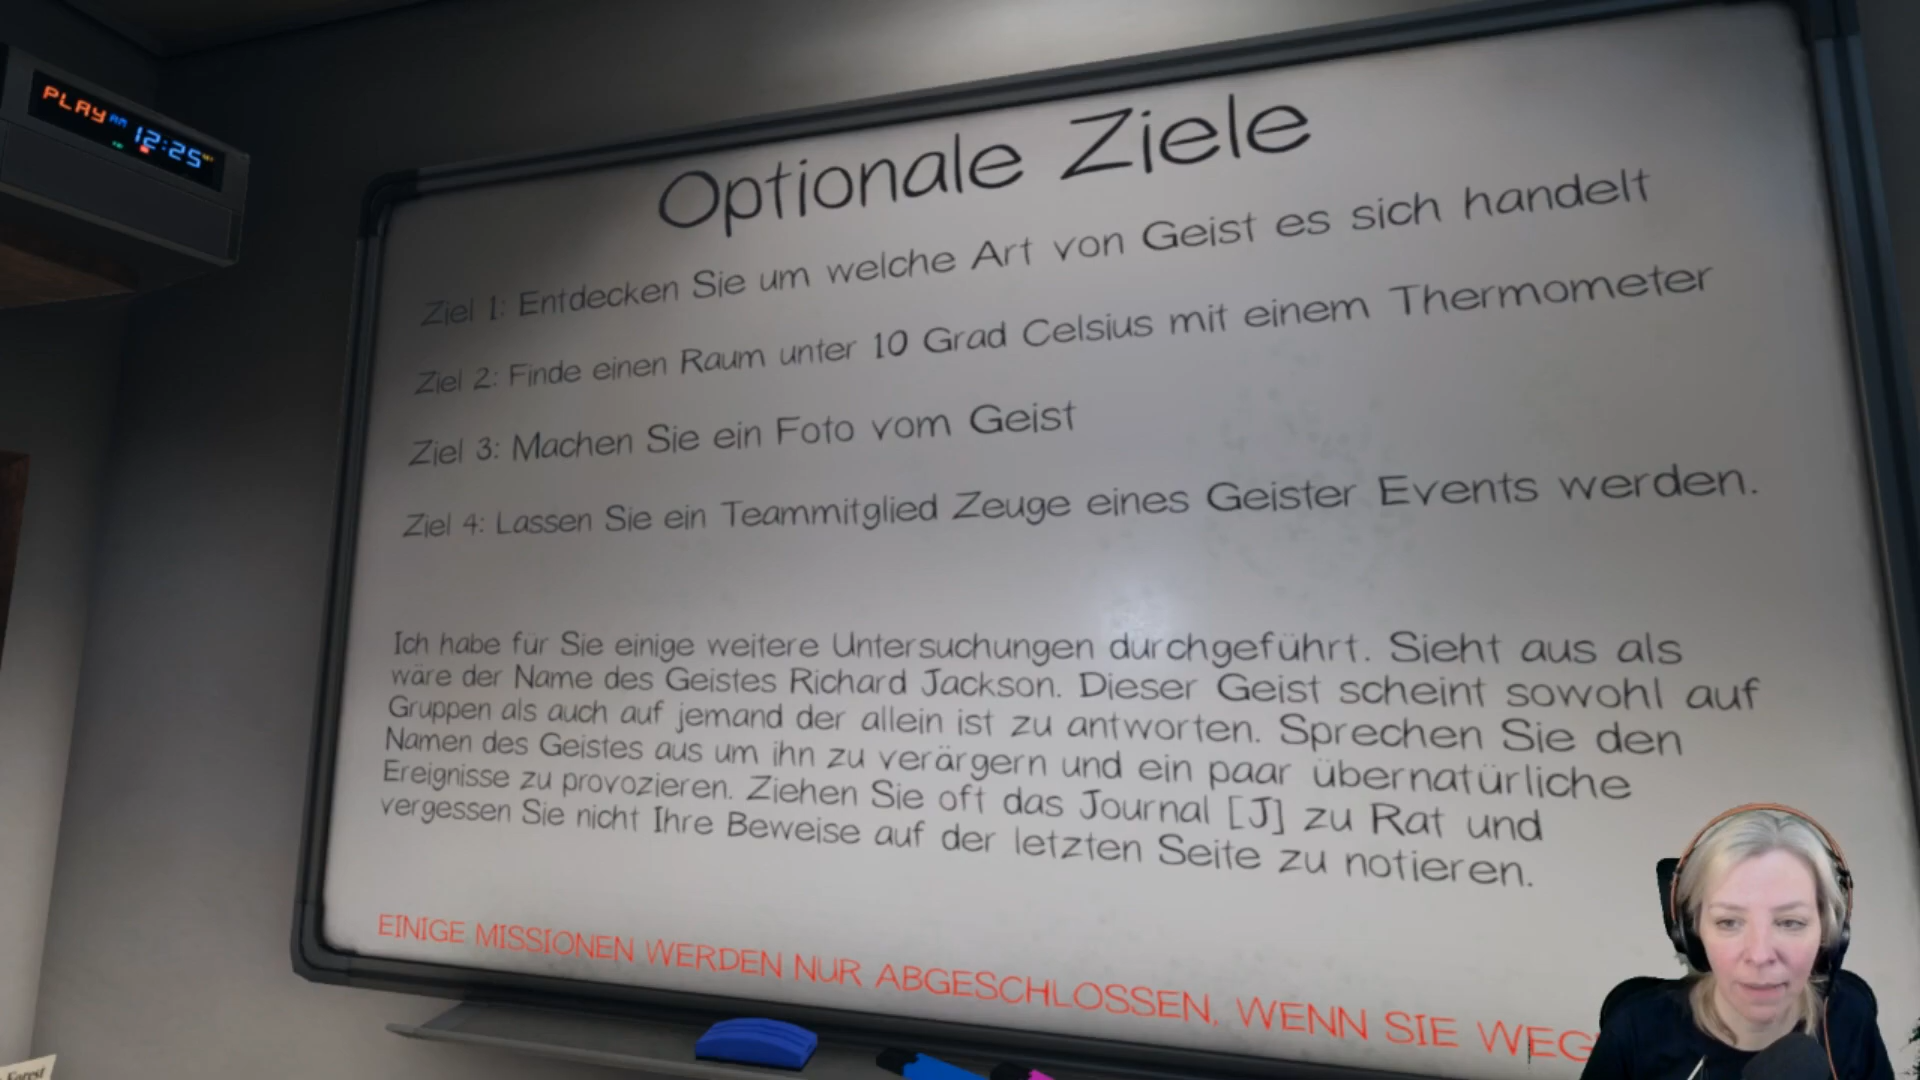 PLAY AM 12:25
Optionale Ziele
Ziel 1: Entdecken Sie um welche Art von Geist es sich handelt
Ziel 2: Finde einen Raum unter 10 Grad Celsius mit einem Thermometer
Ziel 3: Machen Sie ein Foto vom Geist
Ziel 4: Lassen Sie ein Teammitglied Zeuge eines Geister Events werden.
Ich habe für Sie einige weitere Untersuchungen durchgeführt. Sieht aus als
wäre der Name des Geistes Richard Jackson. Dieser Geist scheint sowohl auf
Gruppen als auch auf jemand der allein ist zu antworten. Sprechen Sie den
Namen des Geistes aus um ihn zu verärgern und ein paar übernatürliche
Ereignisse zu provozieren. Ziehen Sie oft das Journal [J] zu Rat und
vergessen Sie nicht Ihre Beweise auf der letzten Seite zu notieren.
EINIGE MISSIONEN WERDEN NUR ABGESCHLOSSEN, WENN SIE WEG
Forest